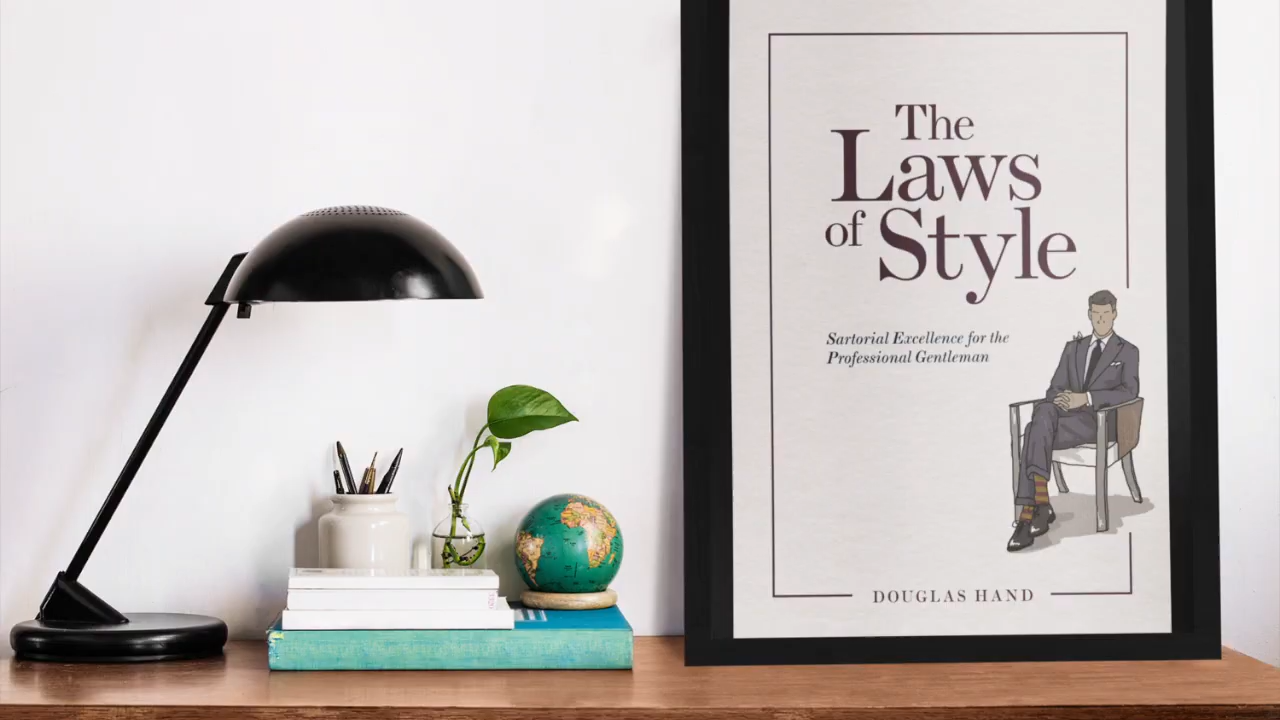 The
Laws
of Style
Sartorial Excellence for the
Professional Gentleman
DOUGLAS HAND